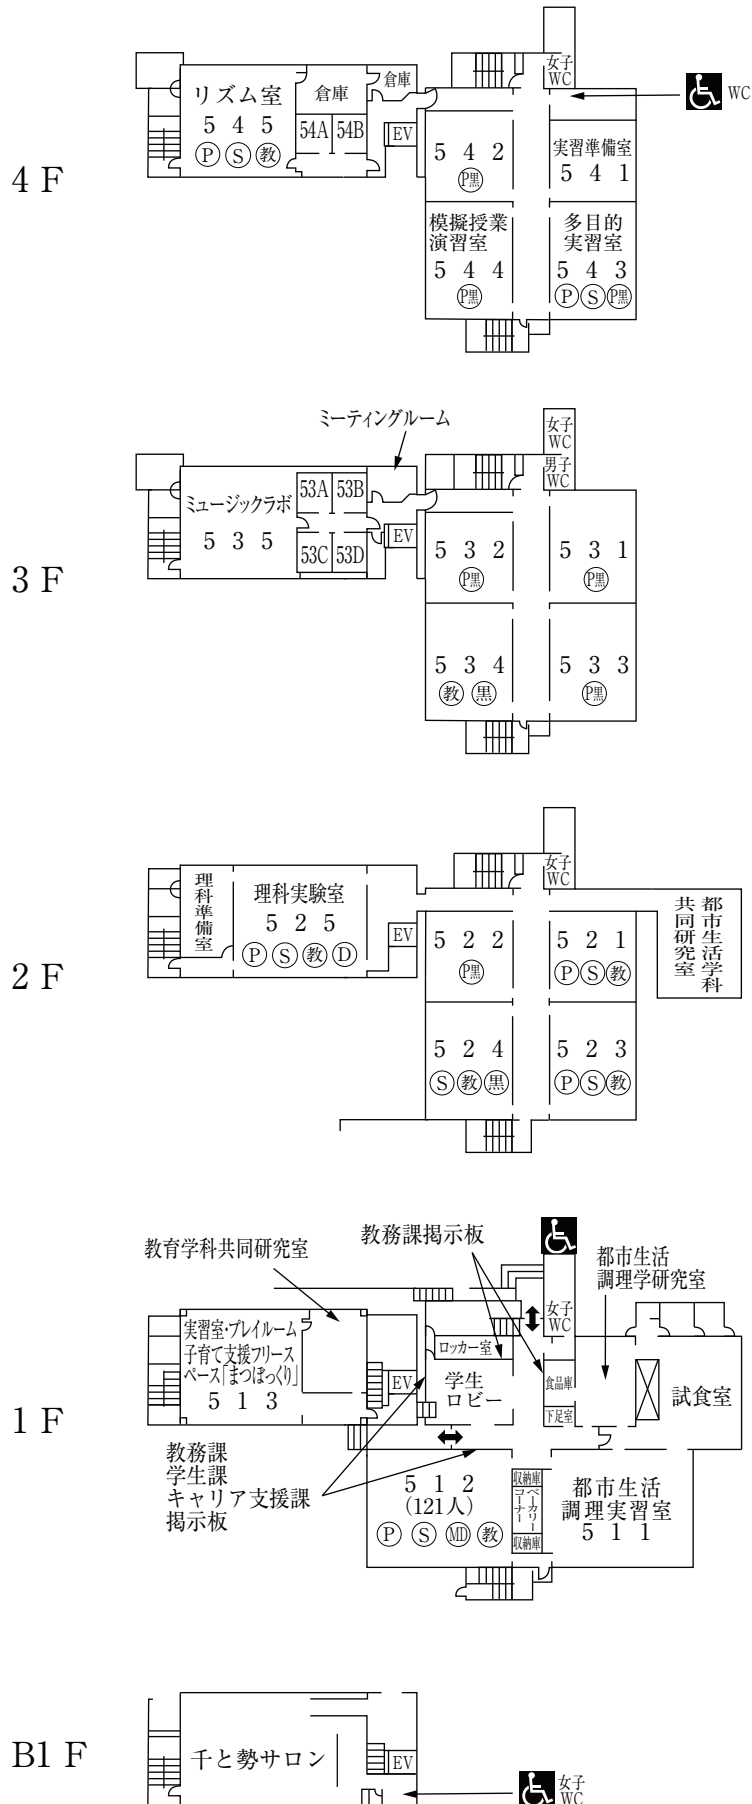 4 F
リズム室
5 4 5
P S 教
倉庫
倉庫
54A 54B
EV
女子
WC
WC
5 4 2
P黒
実習準備室
5 4 1
模擬授業
演習室
5 4 4
P黒
多目的
実習室
5 4 3
P S P黒
3 F
ミーティングルーム
ミュージックラボ
5 3 5
53A 53B
53C 53D
EV
女子
WC
男子
WC
5 3 2
P黒
5 3 1
P黒
5 3 4
教 黒
5 3 3
P黒
2 F
理科準備室
理科実験室
5 2 5
P S 教 D
EV
女子
WC
5 2 2
P黒
5 2 1
P S 教
都市生活学科
共同研究室
5 2 4
S 教 黒
5 2 3
P S 教
1 F
教育学科共同研究室
教務課掲示板
都市生活
調理学研究室
実習室・プレイルーム
子育て支援フリース
ペース「まつぼっくり」
5 1 3
EV
ロッカー室
学生
ロビー
女子
WC
食品庫
下足室
試食室
教務課
学生課
キャリア支援課
掲示板
5 1 2
(121人)
P S MD 教
収納庫
ベーカリー
コーナー
収納庫
都市生活
調理実習室
5 1 1
B1 F
千と勢サロン
EV
女子
WC